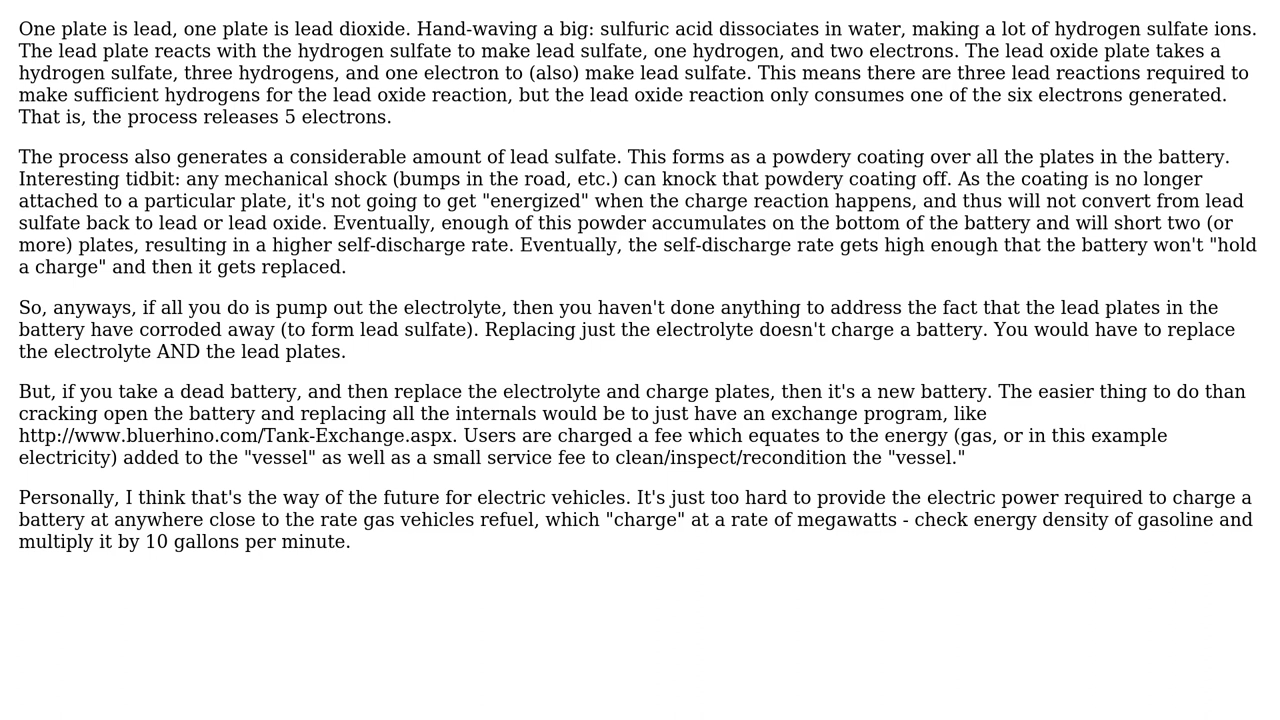 One plate is lead, one plate is lead dioxide. Hand-waving a big: sulfuric acid dissociates in water, making a lot of hydrogen sulfate ions.
The lead plate reacts with the hydrogen sulfate to make lead sulfate, one hydrogen, and two electrons. The lead oxide plate takes a
hydrogen sulfate, three hydrogens, and one electron to (also) make lead sulfate. This means there are three lead reactions required to
make sufficient hydrogens for the lead oxide reaction, but the lead oxide reaction only consumes one of the six electrons generated.
That is, the process releases 5 electrons.
The process also generates a considerable amount of lead sulfate. This forms as a powdery coating over all the plates in the battery.
Interesting tidbit: any mechanical shock (bumps in the road, etc.) can knock that powdery coating off. As the coating is no longer
attached to a particular plate, it's not going to get "energized" when the charge reaction happens, and thus will not convert from lead
sulfate back to lead or lead oxide. Eventually, enough of this powder accumulates on the bottom of the battery and will short two (or
more) plates, resulting in a higher self-discharge rate. Eventually, the self-discharge rate gets high enough that the battery won't "hold
a charge" and then it gets replaced.
So, anyways, if all you do is pump out the electrolyte, then you haven't done anything to address the fact that the lead plates in the
battery have corroded away (to form lead sulfate). Replacing just the electrolyte doesn't charge a battery. You would have to replace
the electrolyte AND the lead plates.
But, if you take a dead battery, and then replace the electrolyte and charge plates, then it's a new battery. The easier thing to do than
cracking open the battery and replacing all the internals would be to just have an exchange program, like
http://www.bluerhino.com/Tank-Exchange.aspx. Users are charged a fee which equates to the energy (gas, or in this example
electricity) added to the "vessel" as well as a small service fee to clean/inspect/recondition the "vessel."
Personally, I think that's the way of the future for electric vehicles. It's just too hard to provide the electric power required to charge a
battery at anywhere close to the rate gas vehicles refuel, which "charge" at a rate of megawatts - check energy density of gasoline and
multiply it by 10 gallons per minute.